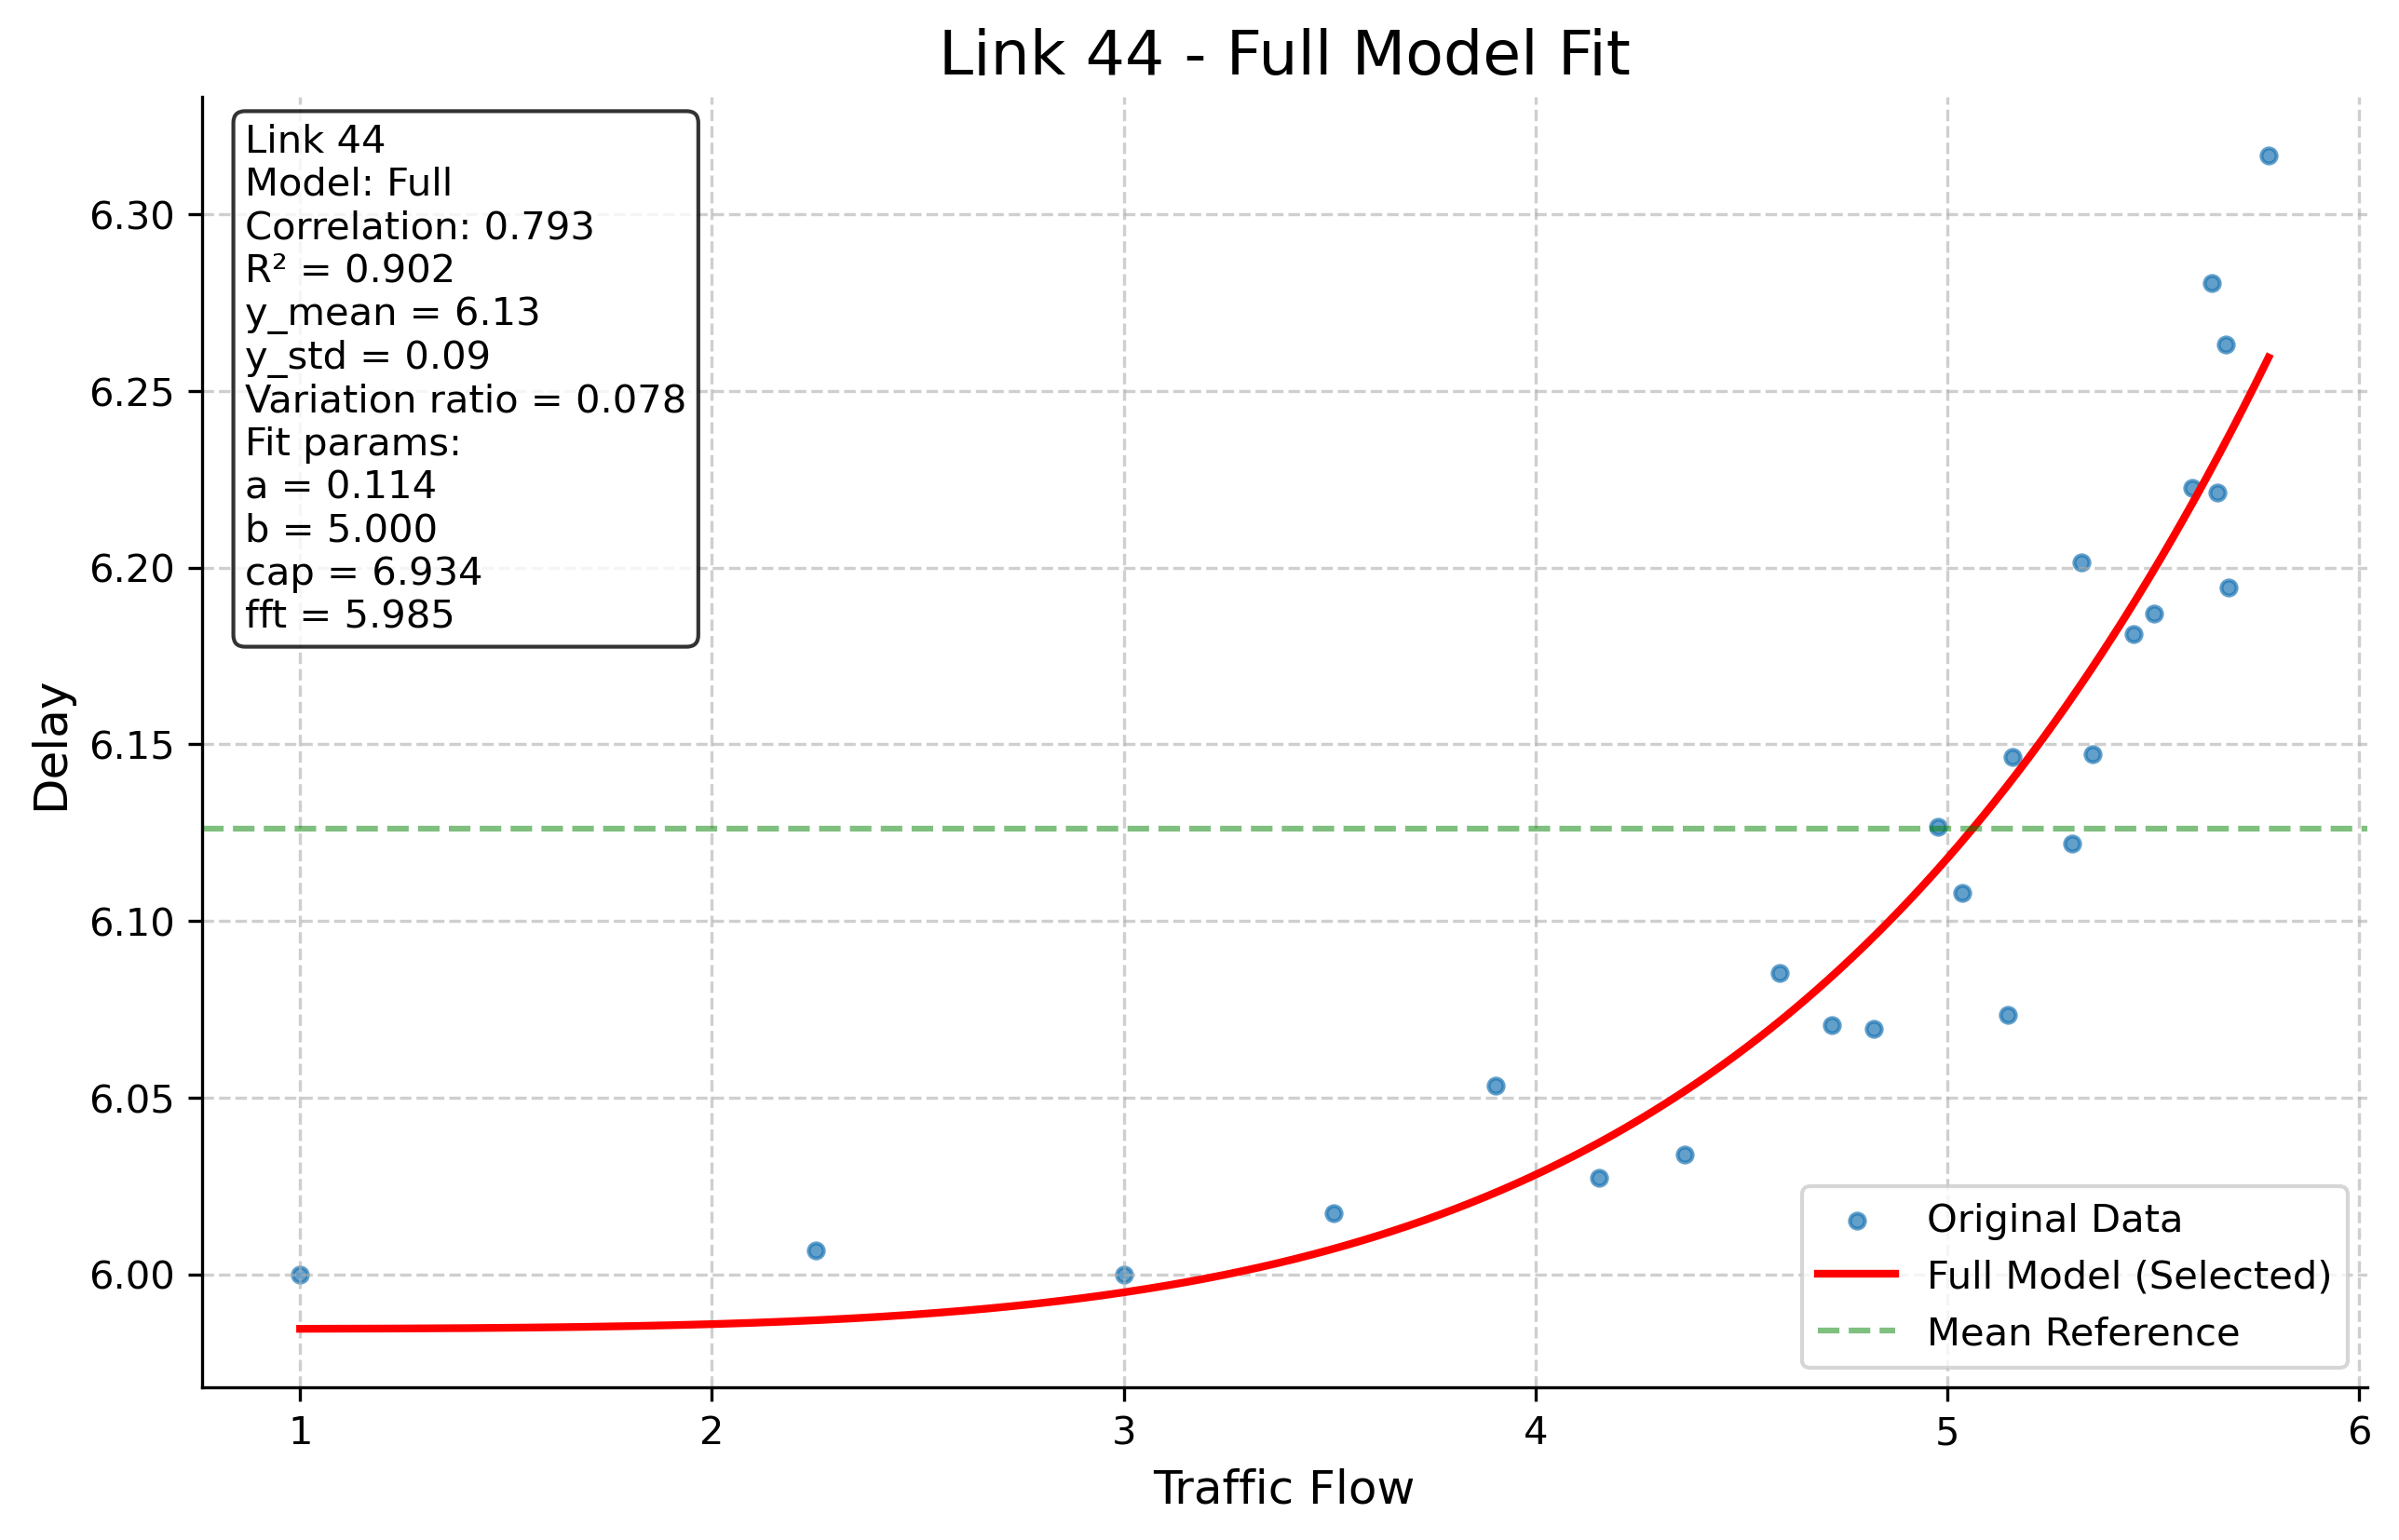 Link 44 - Full Model Fit
Link 44
Model: Full
Correlation: 0.793
R² = 0.902
y_mean = 6.13
y_std = 0.09
Variation ratio = 0.078
Fit params:
a = 0.114
b = 5.000
cap = 6.934
fft = 5.985
Delay
6.30
6.25
6.20
6.15
6.10
6.05
6.00
Original Data
Full Model (Selected)
Mean Reference
1 2 3 4 5 6
Traffic Flow